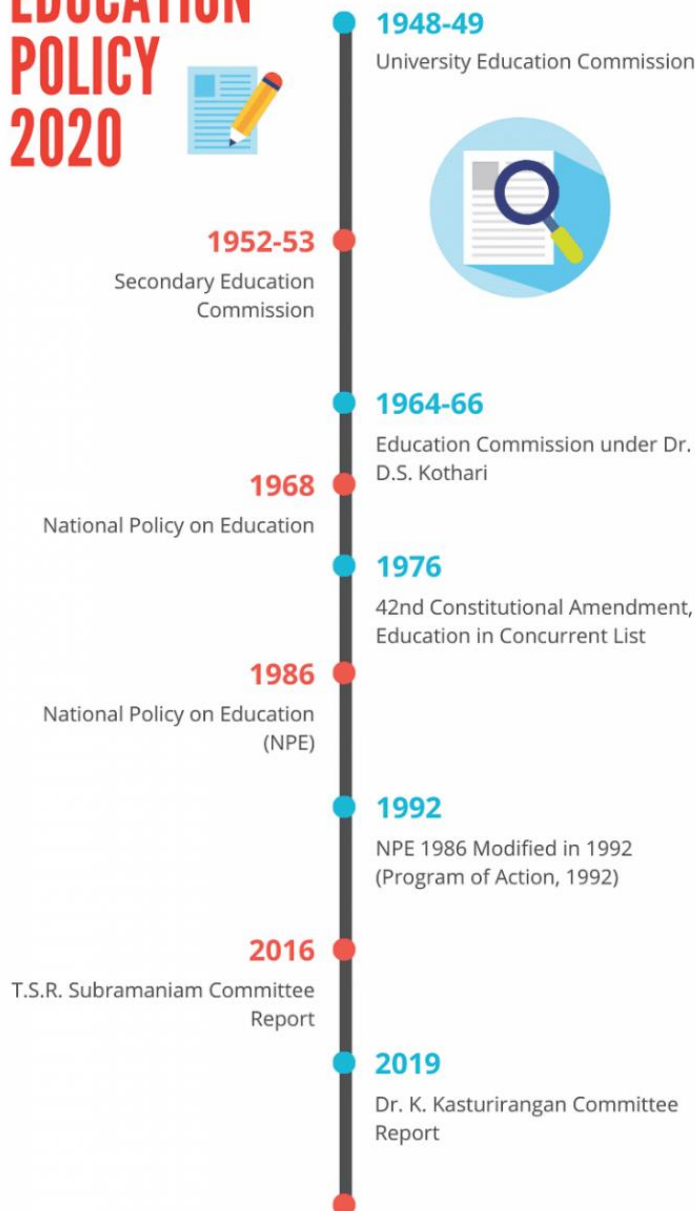 EDUCATION
POLICY
2020
1948-49
University Education Commission
1952-53
Secondary Education
Commission
1964-66
Education Commission under Dr.
D.S. Kothari
1968
National Policy on Education
1976
42nd Constitutional Amendment,
Education in Concurrent List
1986
National Policy on Education
(NPE)
1992
NPE 1986 Modified in 1992
(Program of Action, 1992)
2016
T.S.R. Subramaniam Committee
Report
2019
Dr. K. Kasturirangan Committee
Report